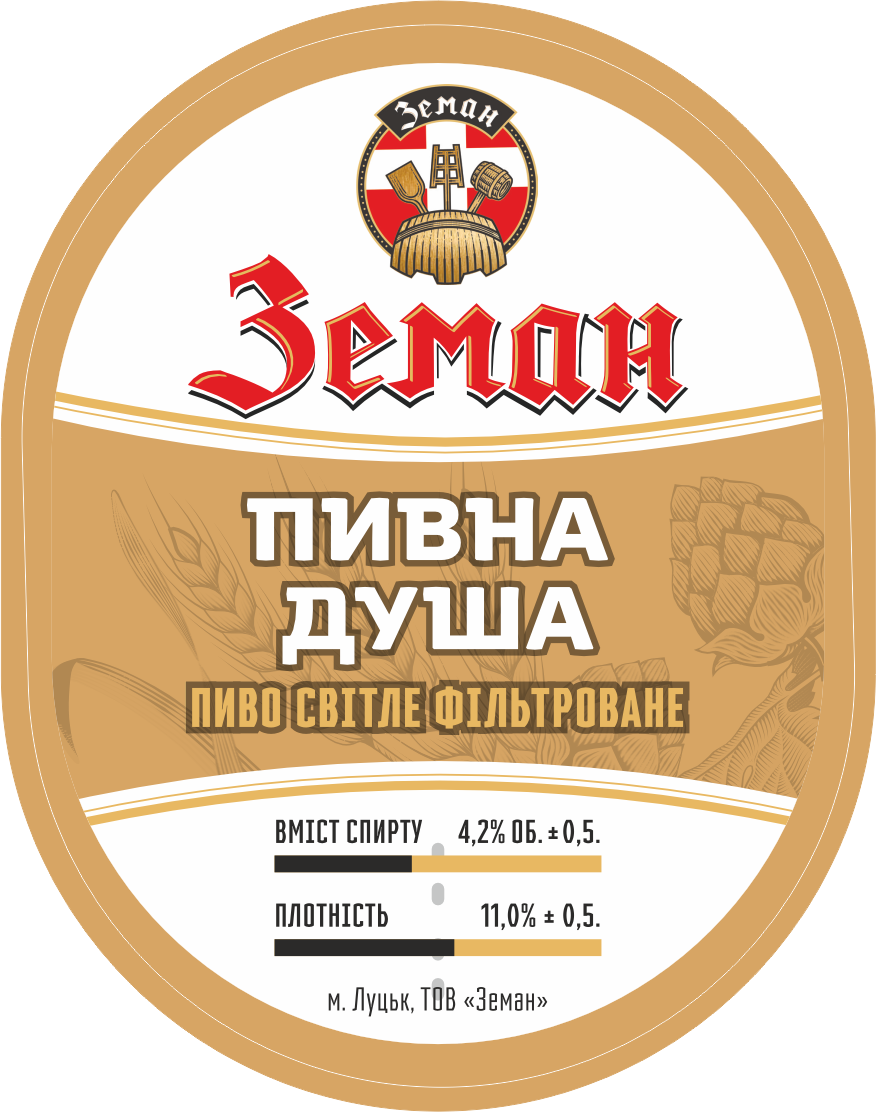 Земан
Земан
ПИВНА
ДУША
ПИВО СВІТЛЕ ФІЛЬТРОВАНЕ
ВМІСТ СПИРТУ 4,2% ОБ. ± 0,5.
ПЛОТНІСТЬ 11,0% ± 0,5.
м. Луцьк, ТОВ «Земан»